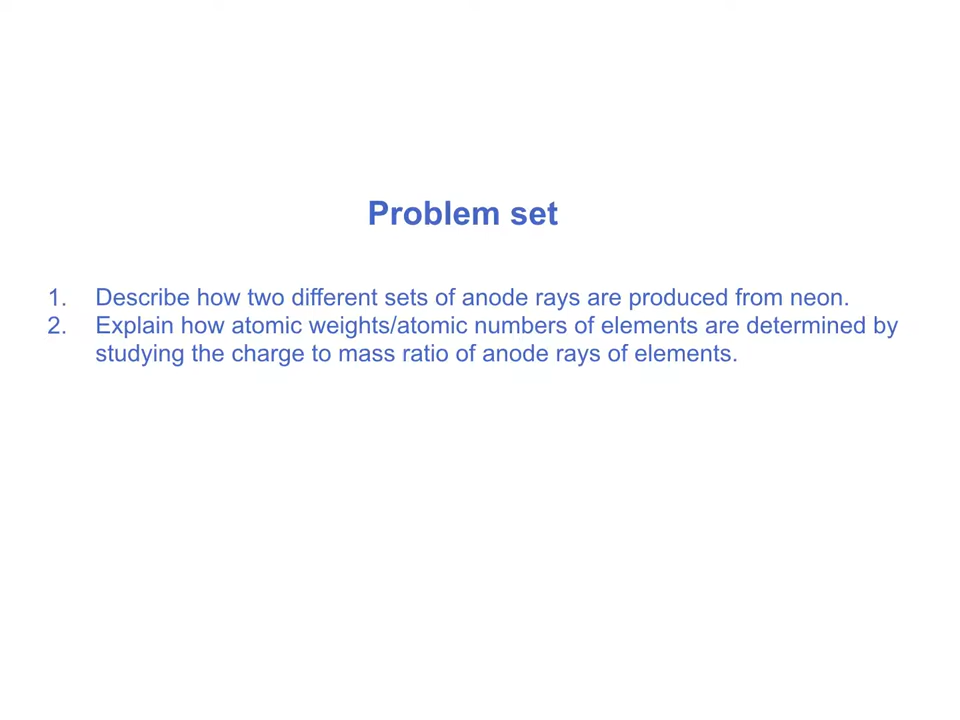 Problem set
1. Describe how two different sets of anode rays are produced from neon.
2. Explain how atomic weights/atomic numbers of elements are determined by
studying the charge to mass ratio of anode rays of elements.